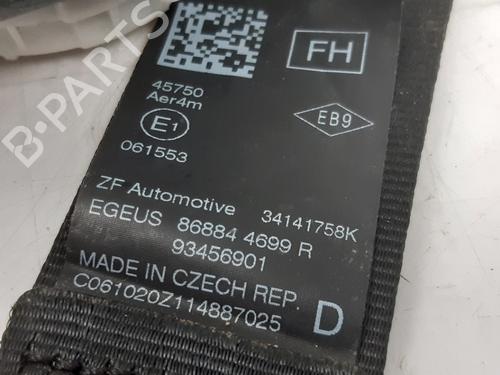 FH
45750
Aer4m
E1
EB9
061553
ZF Automotive 34141758K
EGEUS 86884 4699 R
93456901
MADE IN CZECH REP
C061020Z114887025 D
B-PARTS